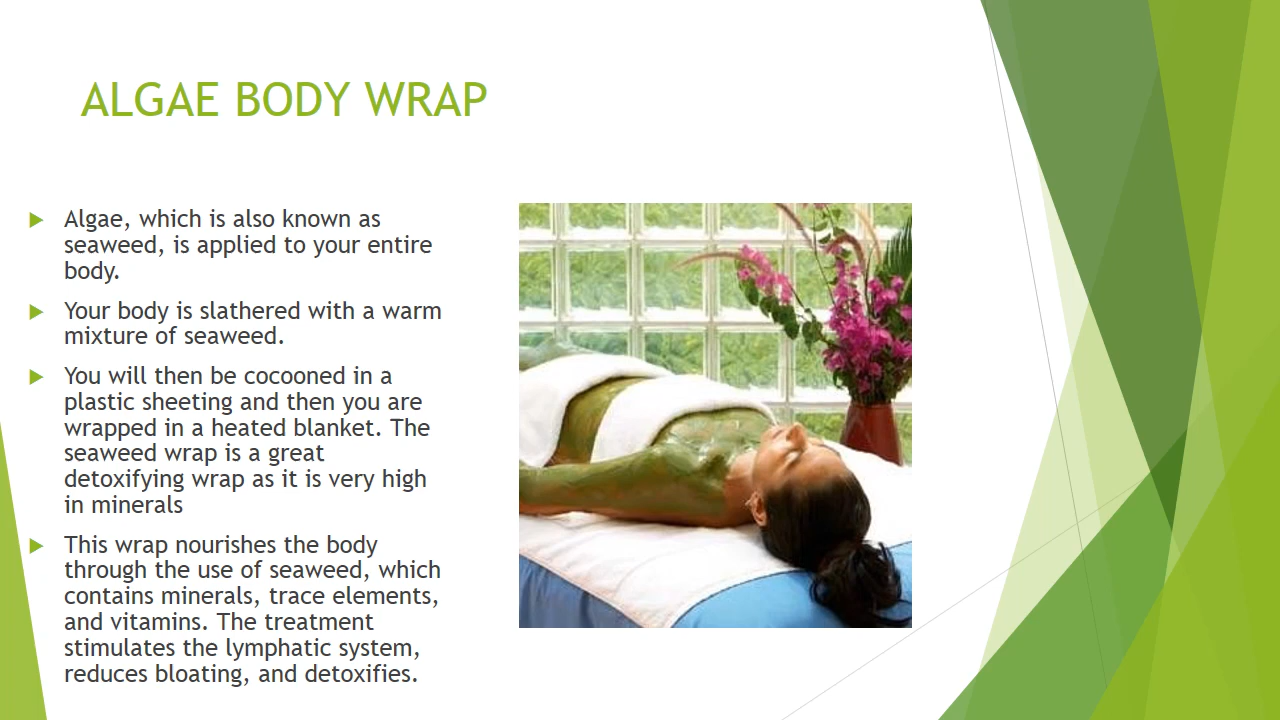 ALGAE BODY WRAP
Algae, which is also known as
seaweed, is applied to your entire
body.
Your body is slathered with a warm
mixture of seaweed.
You will then be cocooned in a
plastic sheeting and then you are
wrapped in a heated blanket. The
seaweed wrap is a great
detoxifying wrap as it is very high
in minerals
This wrap nourishes the body
through the use of seaweed, which
contains minerals, trace elements,
and vitamins. The treatment
stimulates the lymphatic system,
reduces bloating, and detoxifies.